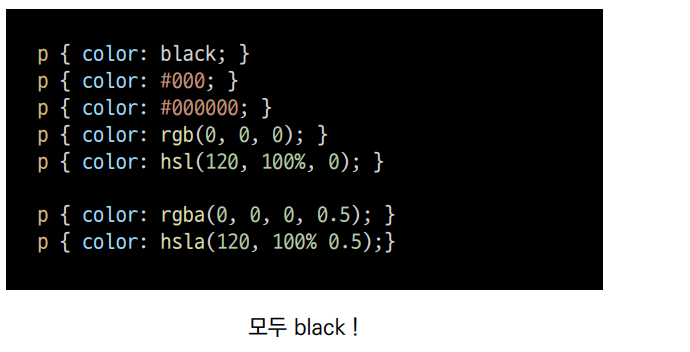 p { color: black; }
p { color: #000; }
p { color: #000000; }
p { color: rgb(0, 0, 0); }
p { color: hsl(120, 100%, 0); }
p { color: rgba(0, 0, 0, 0.5); }
p { color: hsla(120, 100% 0.5);}
모두 black !